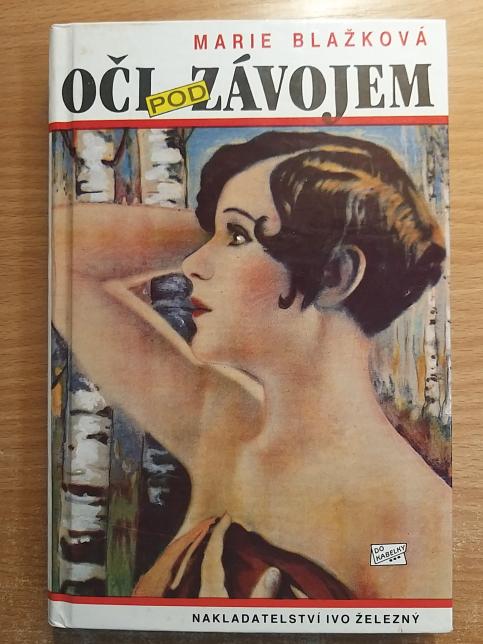 MARIE BLAŽKOVÁ
OČI POD ZÁVOJEM
DO
KABELKY
NAKLADATELSTVÍ IVO ŽELEZNÝ